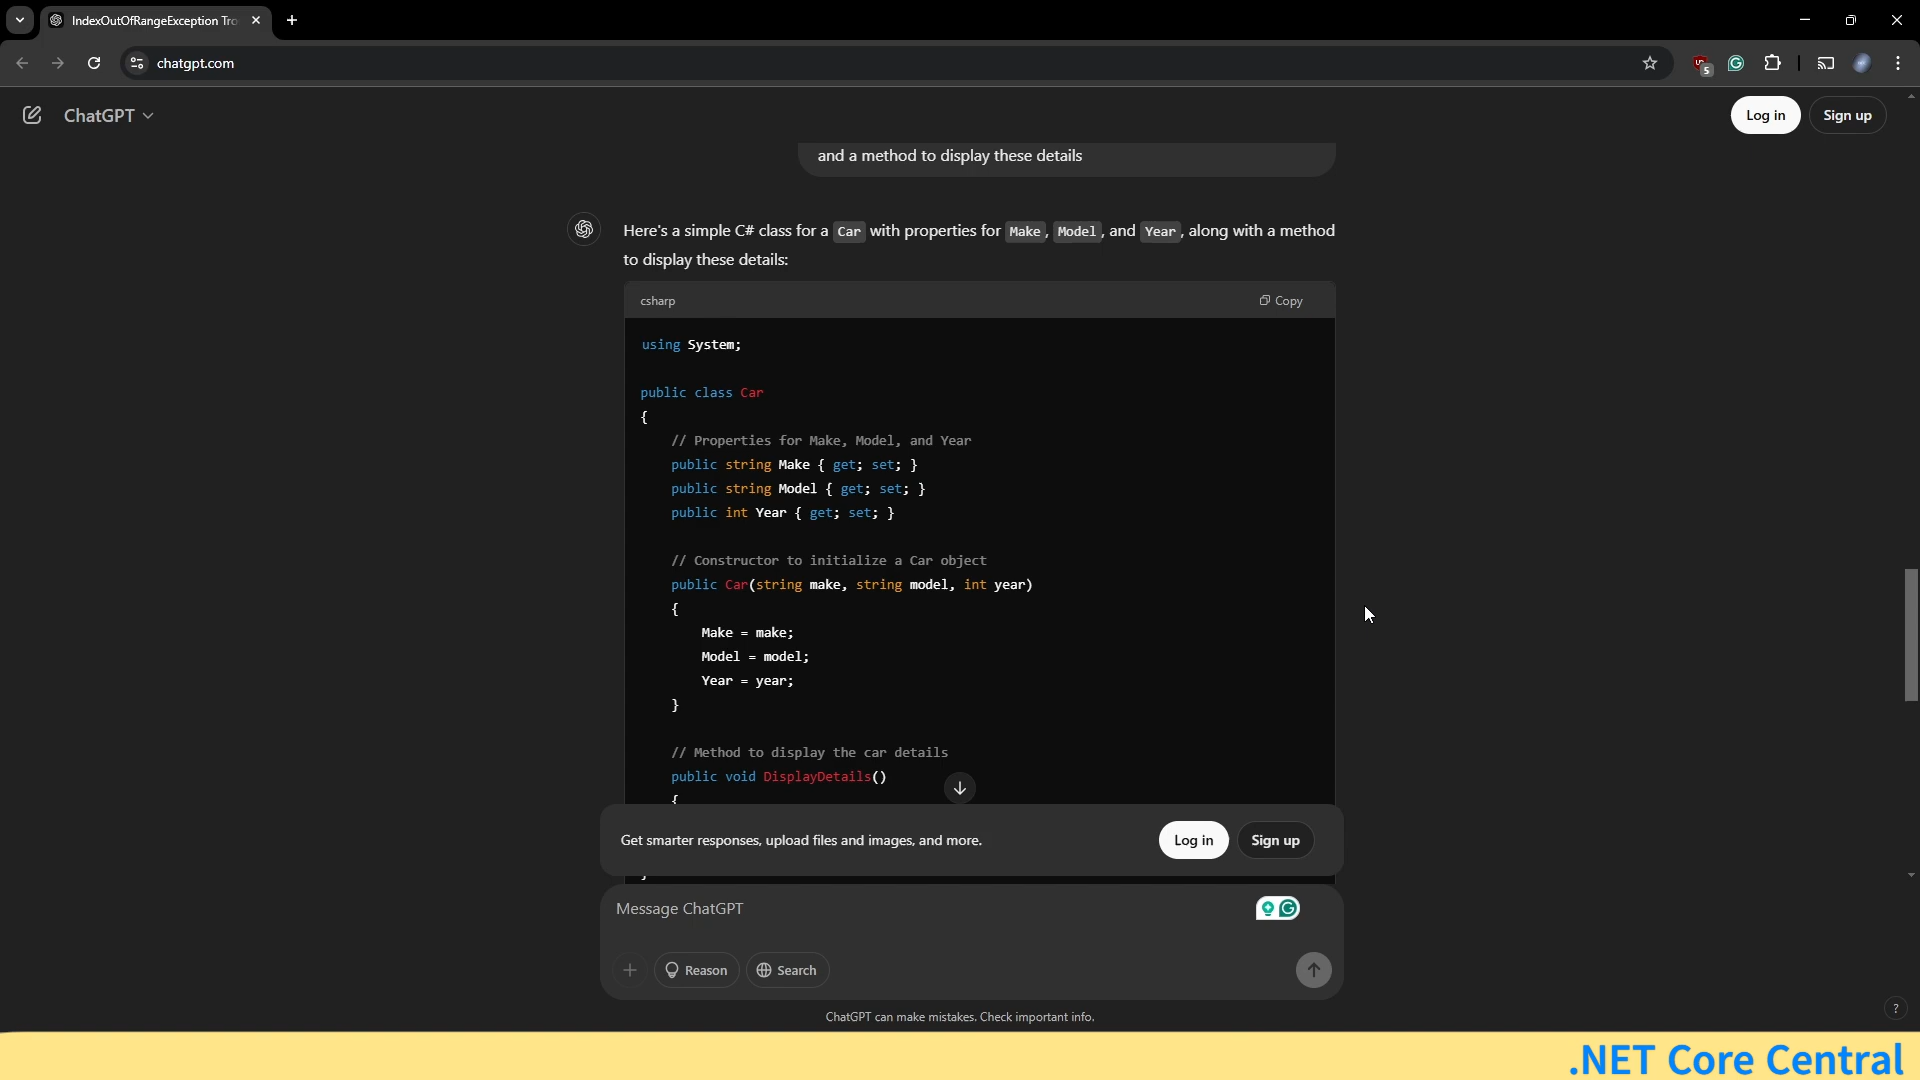 IndexOutOfRangeException Tro
chatgpt.com
5
ChatGPT
Log in
Sign up
and a method to display these details
Here's a simple C# class for a Car with properties for Make, Model, and Year, along with a method
to display these details:
csharp
Copy
using System;
public class Car
{
// Properties for Make, Model, and Year
public string Make { get; set; }
public string Model { get; set; }
public int Year { get; set; }
// Constructor to initialize a Car object
public Car(string make, string model, int year)
{
Make = make;
Model = model;
Year = year;
}
// Method to display the car details
public void DisplayDetails()
{
Get smarter responses, upload files and images, and more.
Log in
Sign up
Message ChatGPT
Reason
Search
ChatGPT can make mistakes. Check important info.
?
.NET Core Central